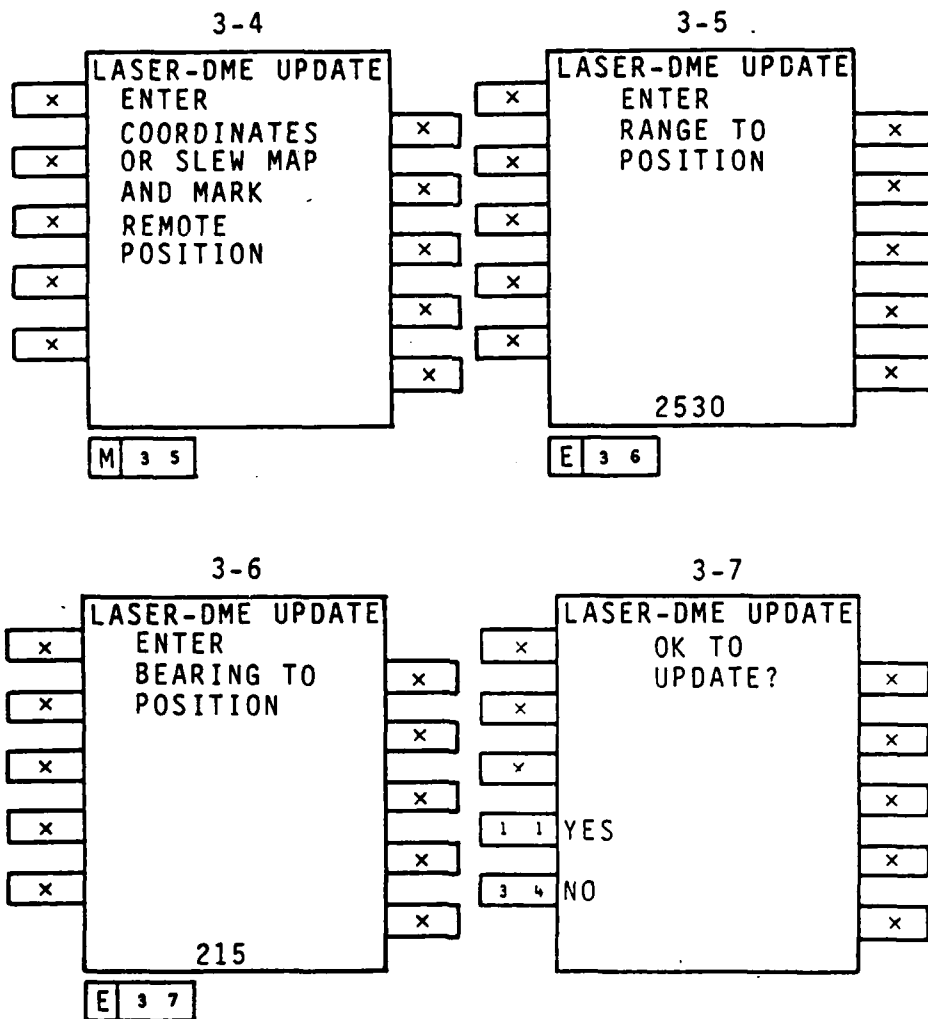 3-4
LASER-DME UPDATE
ENTER
COORDINATES
OR SLEW MAP
AND MARK
REMOTE
POSITION
x
x
x
x
x
x
x
x
x
x
M 3 5
3-5
LASER-DME UPDATE
ENTER
RANGE TO
POSITION
x
x
x
x
x
x
x
x
x
x
2530
E 3 6
3-6
LASER-DME UPDATE
ENTER
BEARING TO
POSITION
x
x
x
x
x
x
x
x
x
x
215
E 3 7
3-7
LASER-DME UPDATE
OK TO
UPDATE?
x
x
x
x
x
x
x
x
1 1 YES
3 4 NO